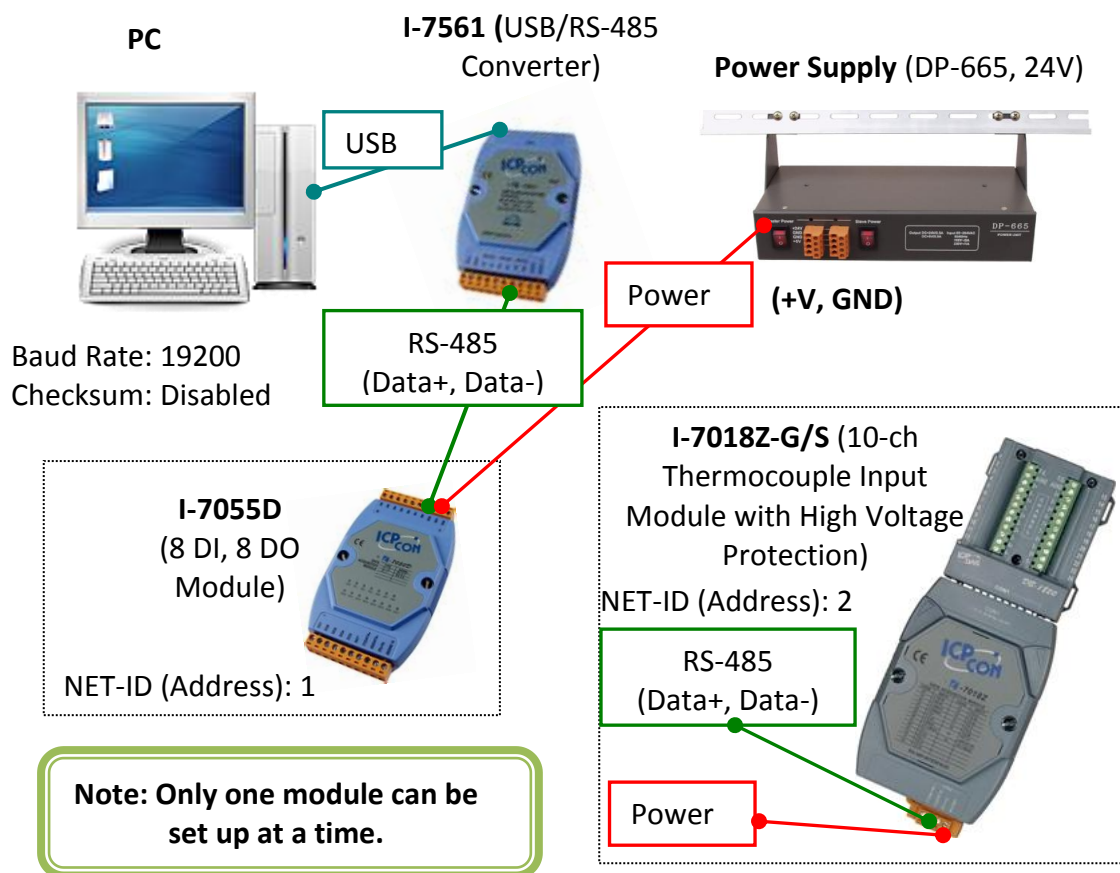 PC
I-7561 (USB/RS-485
Converter)
Power Supply (DP-665, 24V)
USB
ICP
CON
DP-665
Power
(+V, GND)
RS-485
(Data+, Data-)
Baud Rate: 19200
Checksum: Disabled
I-7055D
(8 DI, 8 DO
Module)
ICP
CON
NET-ID (Address): 1
I-7018Z-G/S (10-ch
Thermocouple Input
Module with High Voltage
Protection)
NET-ID (Address): 2
RS-485
(Data+, Data-)
ICP
CON
I-7018Z
Power
Note: Only one module can be
set up at a time.